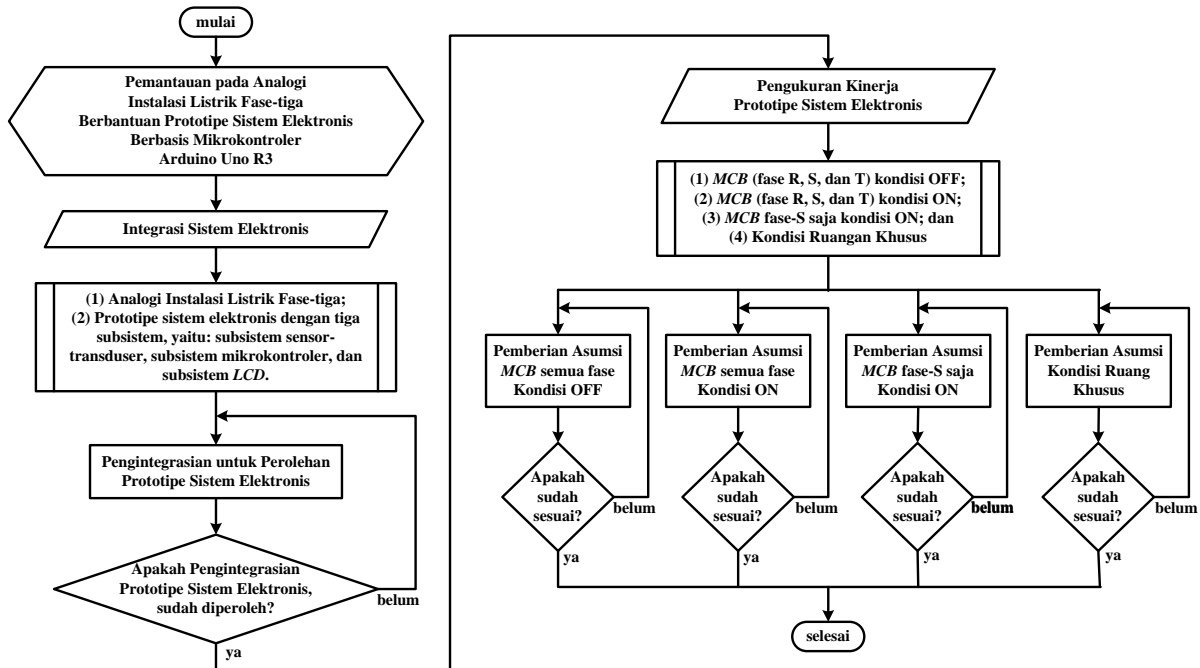 mulai
Pemantauan pada Analogi
Instalasi Listrik Fase-tiga
Berbantuan Prototipe Sistem Elektronis
Berbasis Mikrokontroler
Arduino Uno R3
Integrasi Sistem Elektronis
(1) Analogi Instalasi Listrik Fase-tiga;
(2) Prototipe sistem elektronis dengan tiga
subsistem, yaitu: subsistem sensor-
transduser, subsistem mikrokontroler, dan
subsistem LCD.
Pengintegrasian untuk Perolehan
Prototipe Sistem Elektronis
Apakah Pengintegrasian
Prototipe Sistem Elektronis,
sudah diperoleh?
belum
ya
Pengukuran Kinerja
Prototipe Sistem Elektronis
(1) MCB (fase R, S, dan T) kondisi OFF;
(2) MCB (fase R, S, dan T) kondisi ON;
(3) MCB fase-S saja kondisi ON; dan
(4) Kondisi Ruangan Khusus
Pemberian Asumsi
MCB semua fase
Kondisi OFF
Apakah
sudah
sesuai?
belum
ya
Pemberian Asumsi
MCB semua fase
Kondisi ON
Apakah
sudah
sesuai?
belum
ya
Pemberian Asumsi
MCB fase-S saja
Kondisi ON
Apakah
sudah
sesuai?
belum
ya
Pemberian Asumsi
Kondisi Ruang
Khusus
Apakah
sudah
sesuai?
belum
ya
selesai